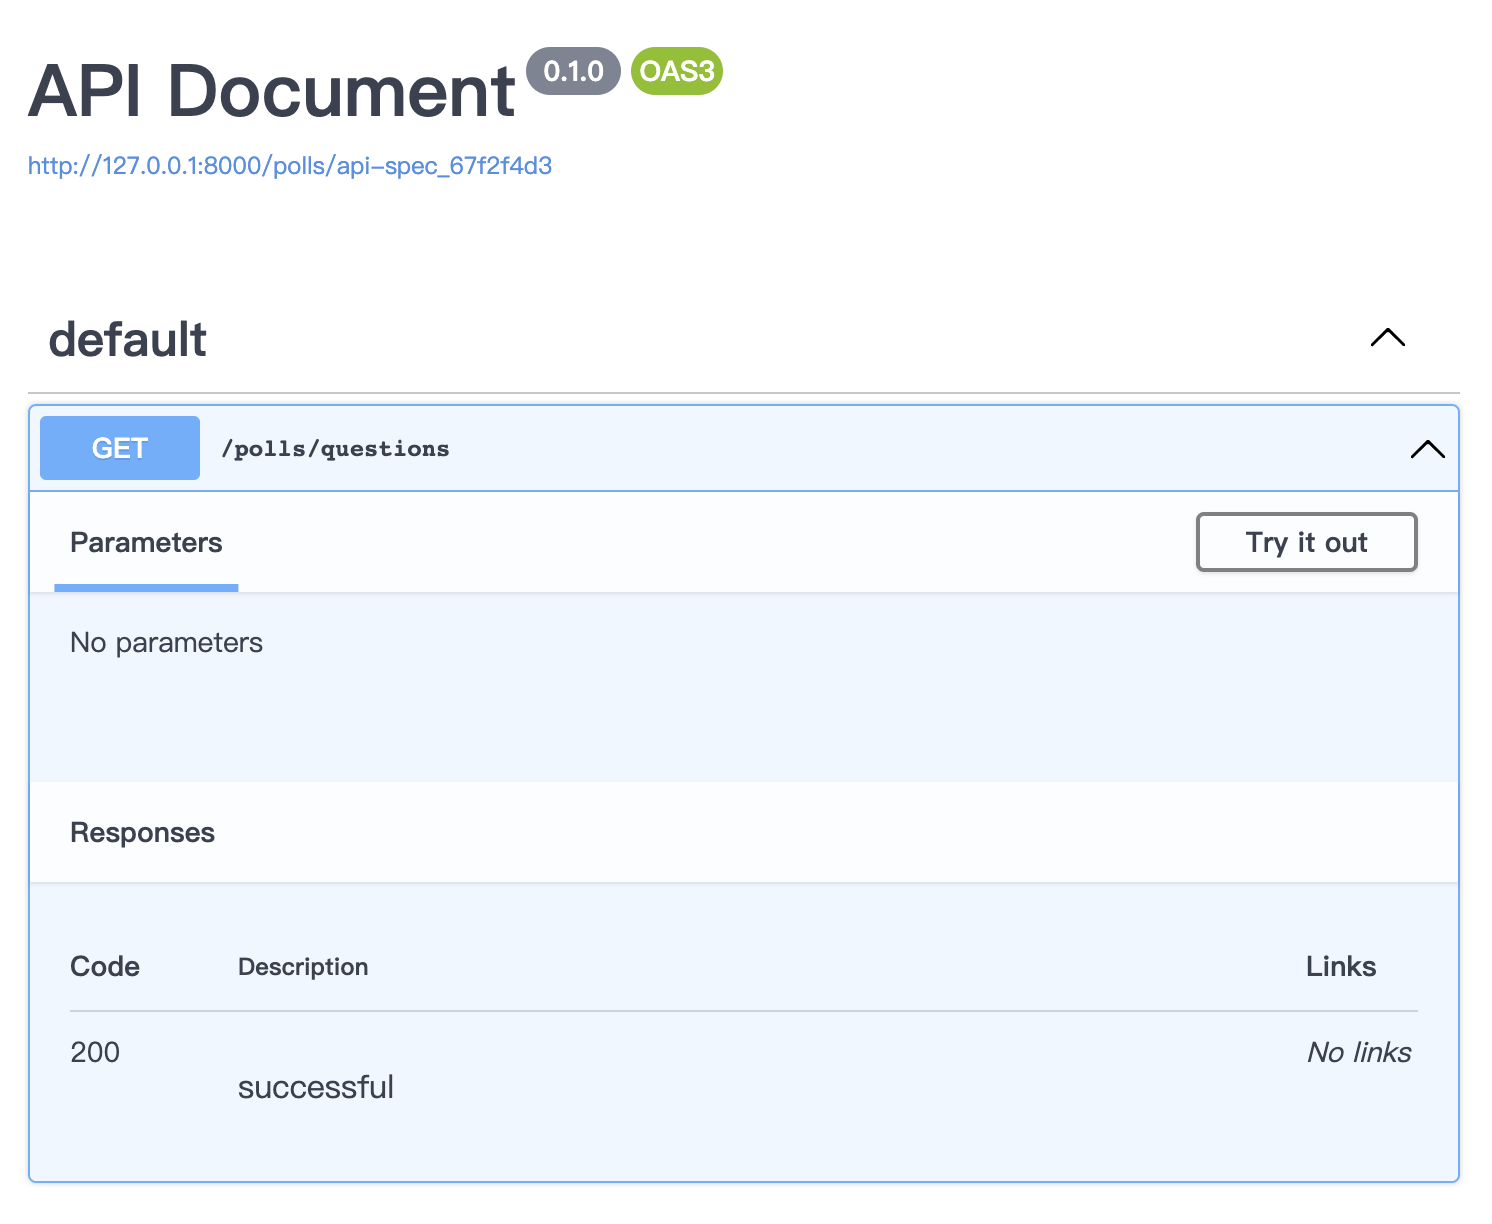 API Document 0.1.0 OAS3
http://127.0.0.1:8000/polls/api-spec_67f2f4d3
default
GET /polls/questions
Parameters Try it out
No parameters
Responses
Code Description Links
200 No links
successful